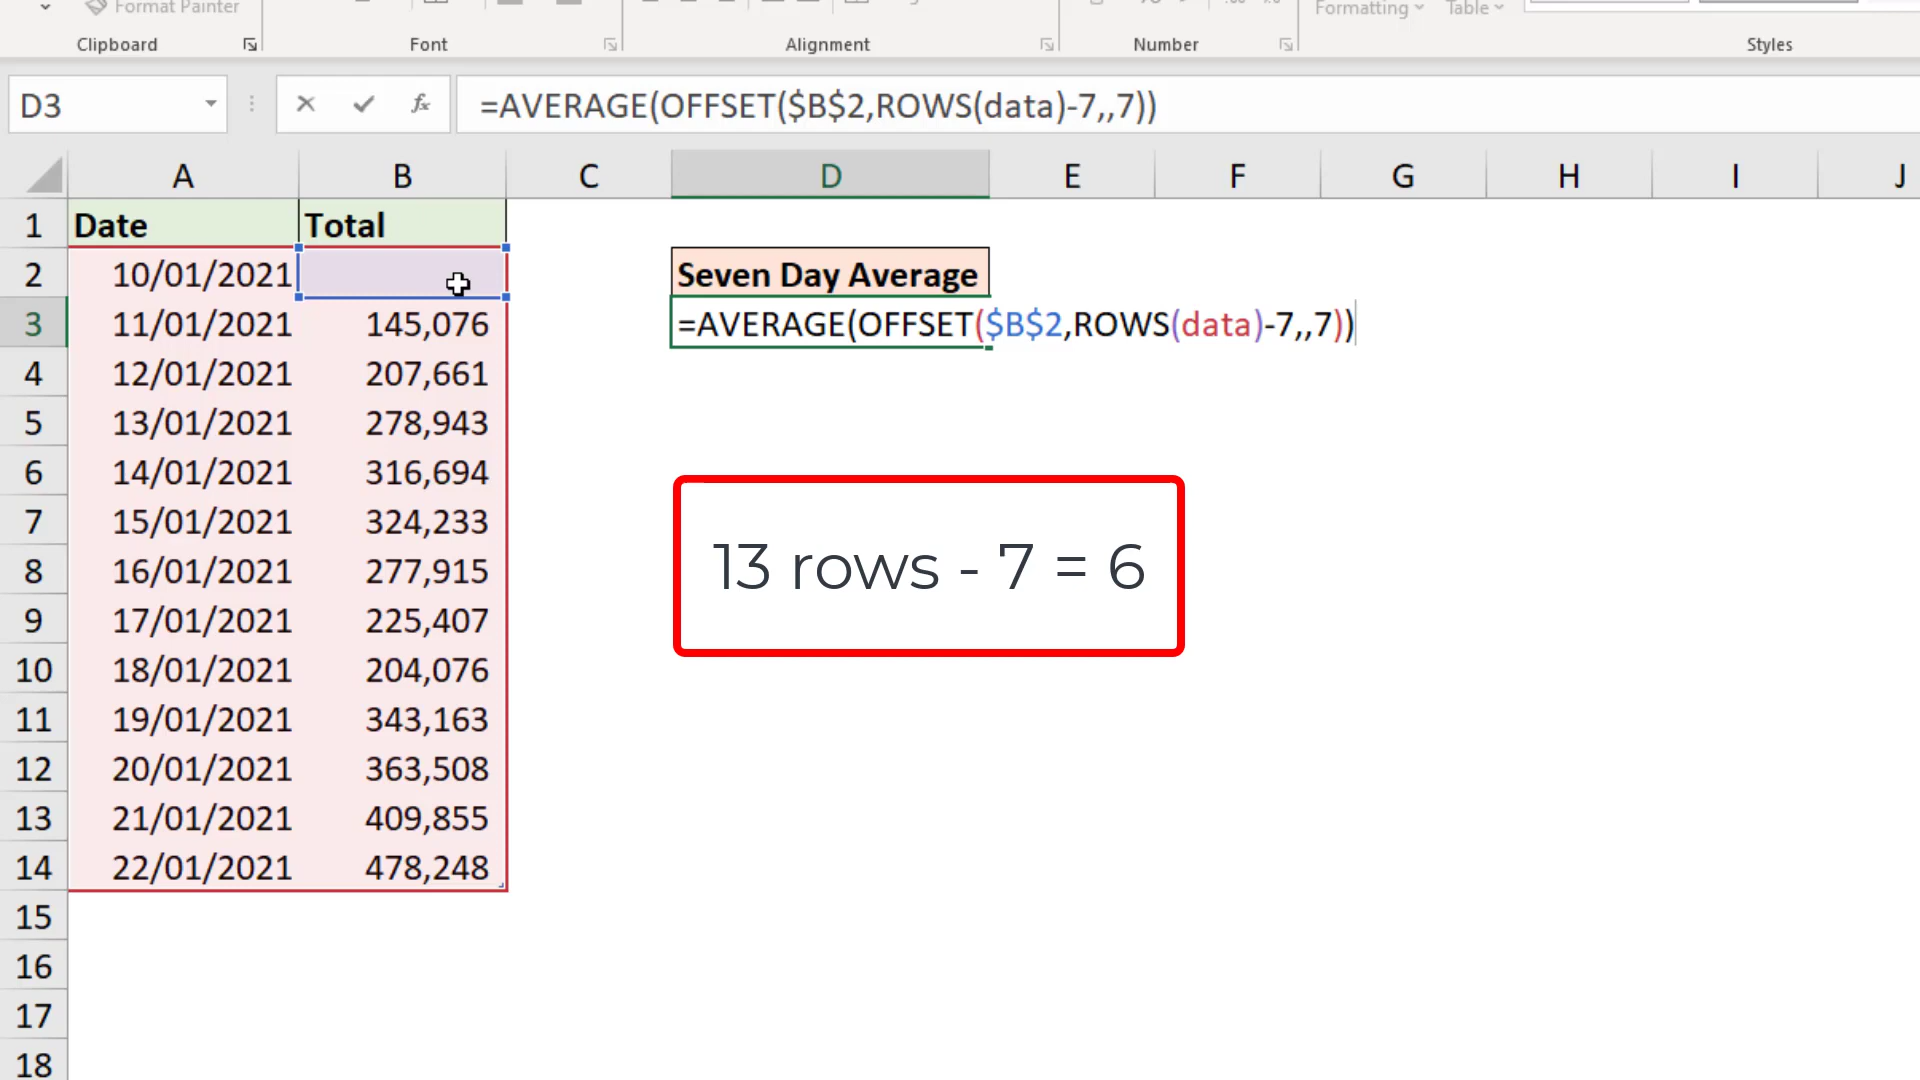 Format Painter
Formatting
Table
Clipboard
Font
Alignment
Number
Styles
D3
fx
=AVERAGE(OFFSET($B$2,ROWS(data)-7,,7))
A B C D E F G H I J
1 Date Total
2 10/01/2021 Seven Day Average
3 11/01/2021 145,076 =AVERAGE(OFFSET($B$2,ROWS(data)-7,,7))
4 12/01/2021 207,661
5 13/01/2021 278,943
6 14/01/2021 316,694
7 15/01/2021 324,233
8 16/01/2021 277,915
9 17/01/2021 225,407
10 18/01/2021 204,076
11 19/01/2021 343,163
12 20/01/2021 363,508
13 21/01/2021 409,855
14 22/01/2021 478,248
15
16
17
18
13 rows - 7 = 6